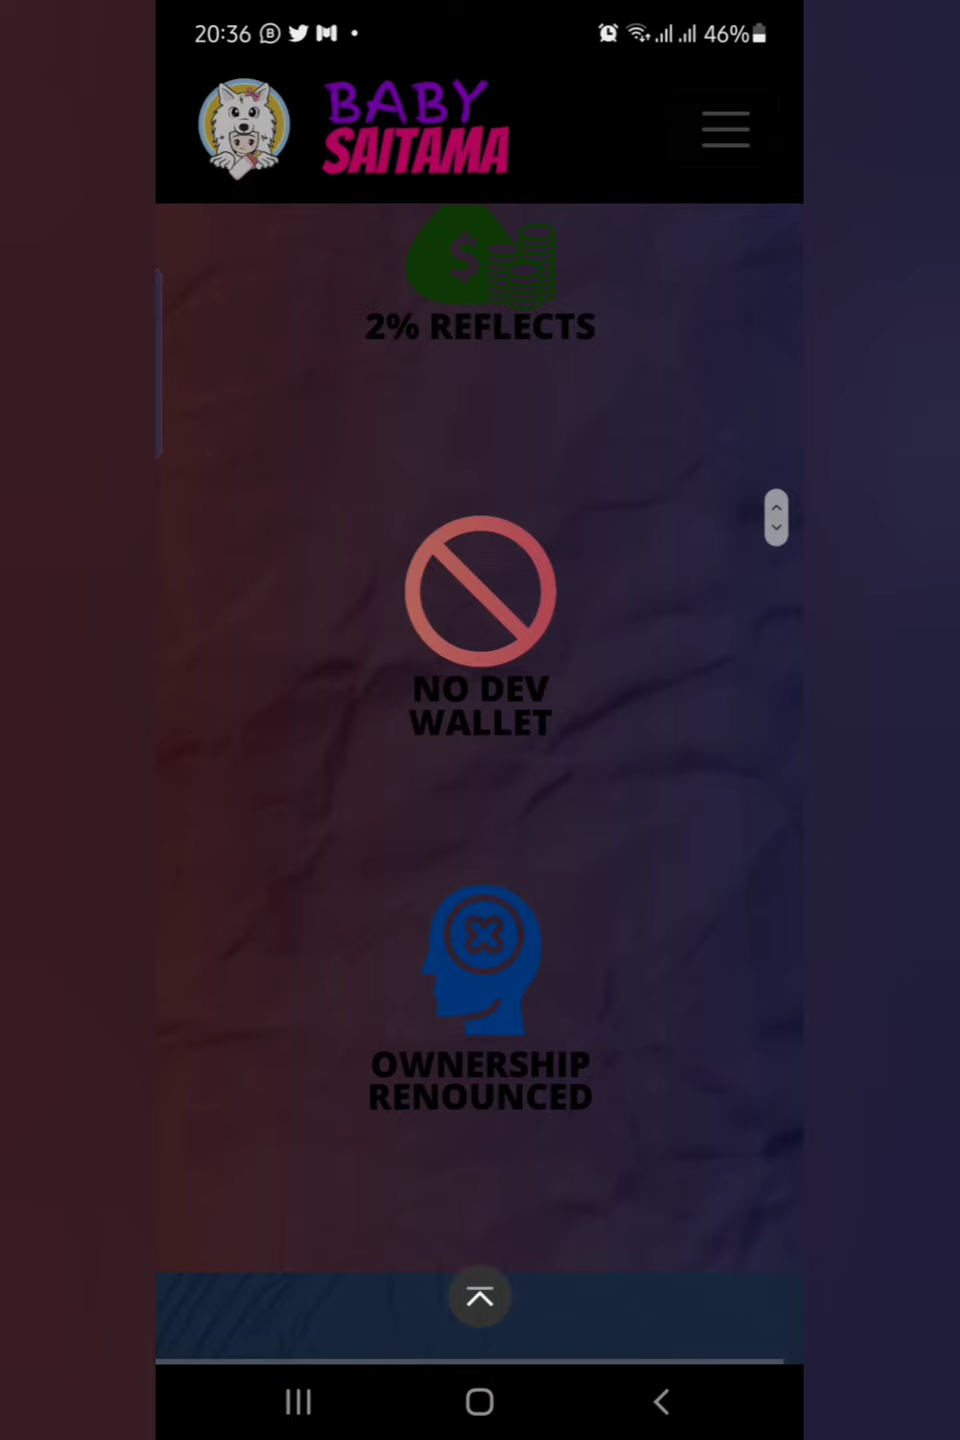 20:36
46%
BABY
SAITAMA
$
2% REFLECTS
NO DEV
WALLET
OWNERSHIP
RENOUNCED